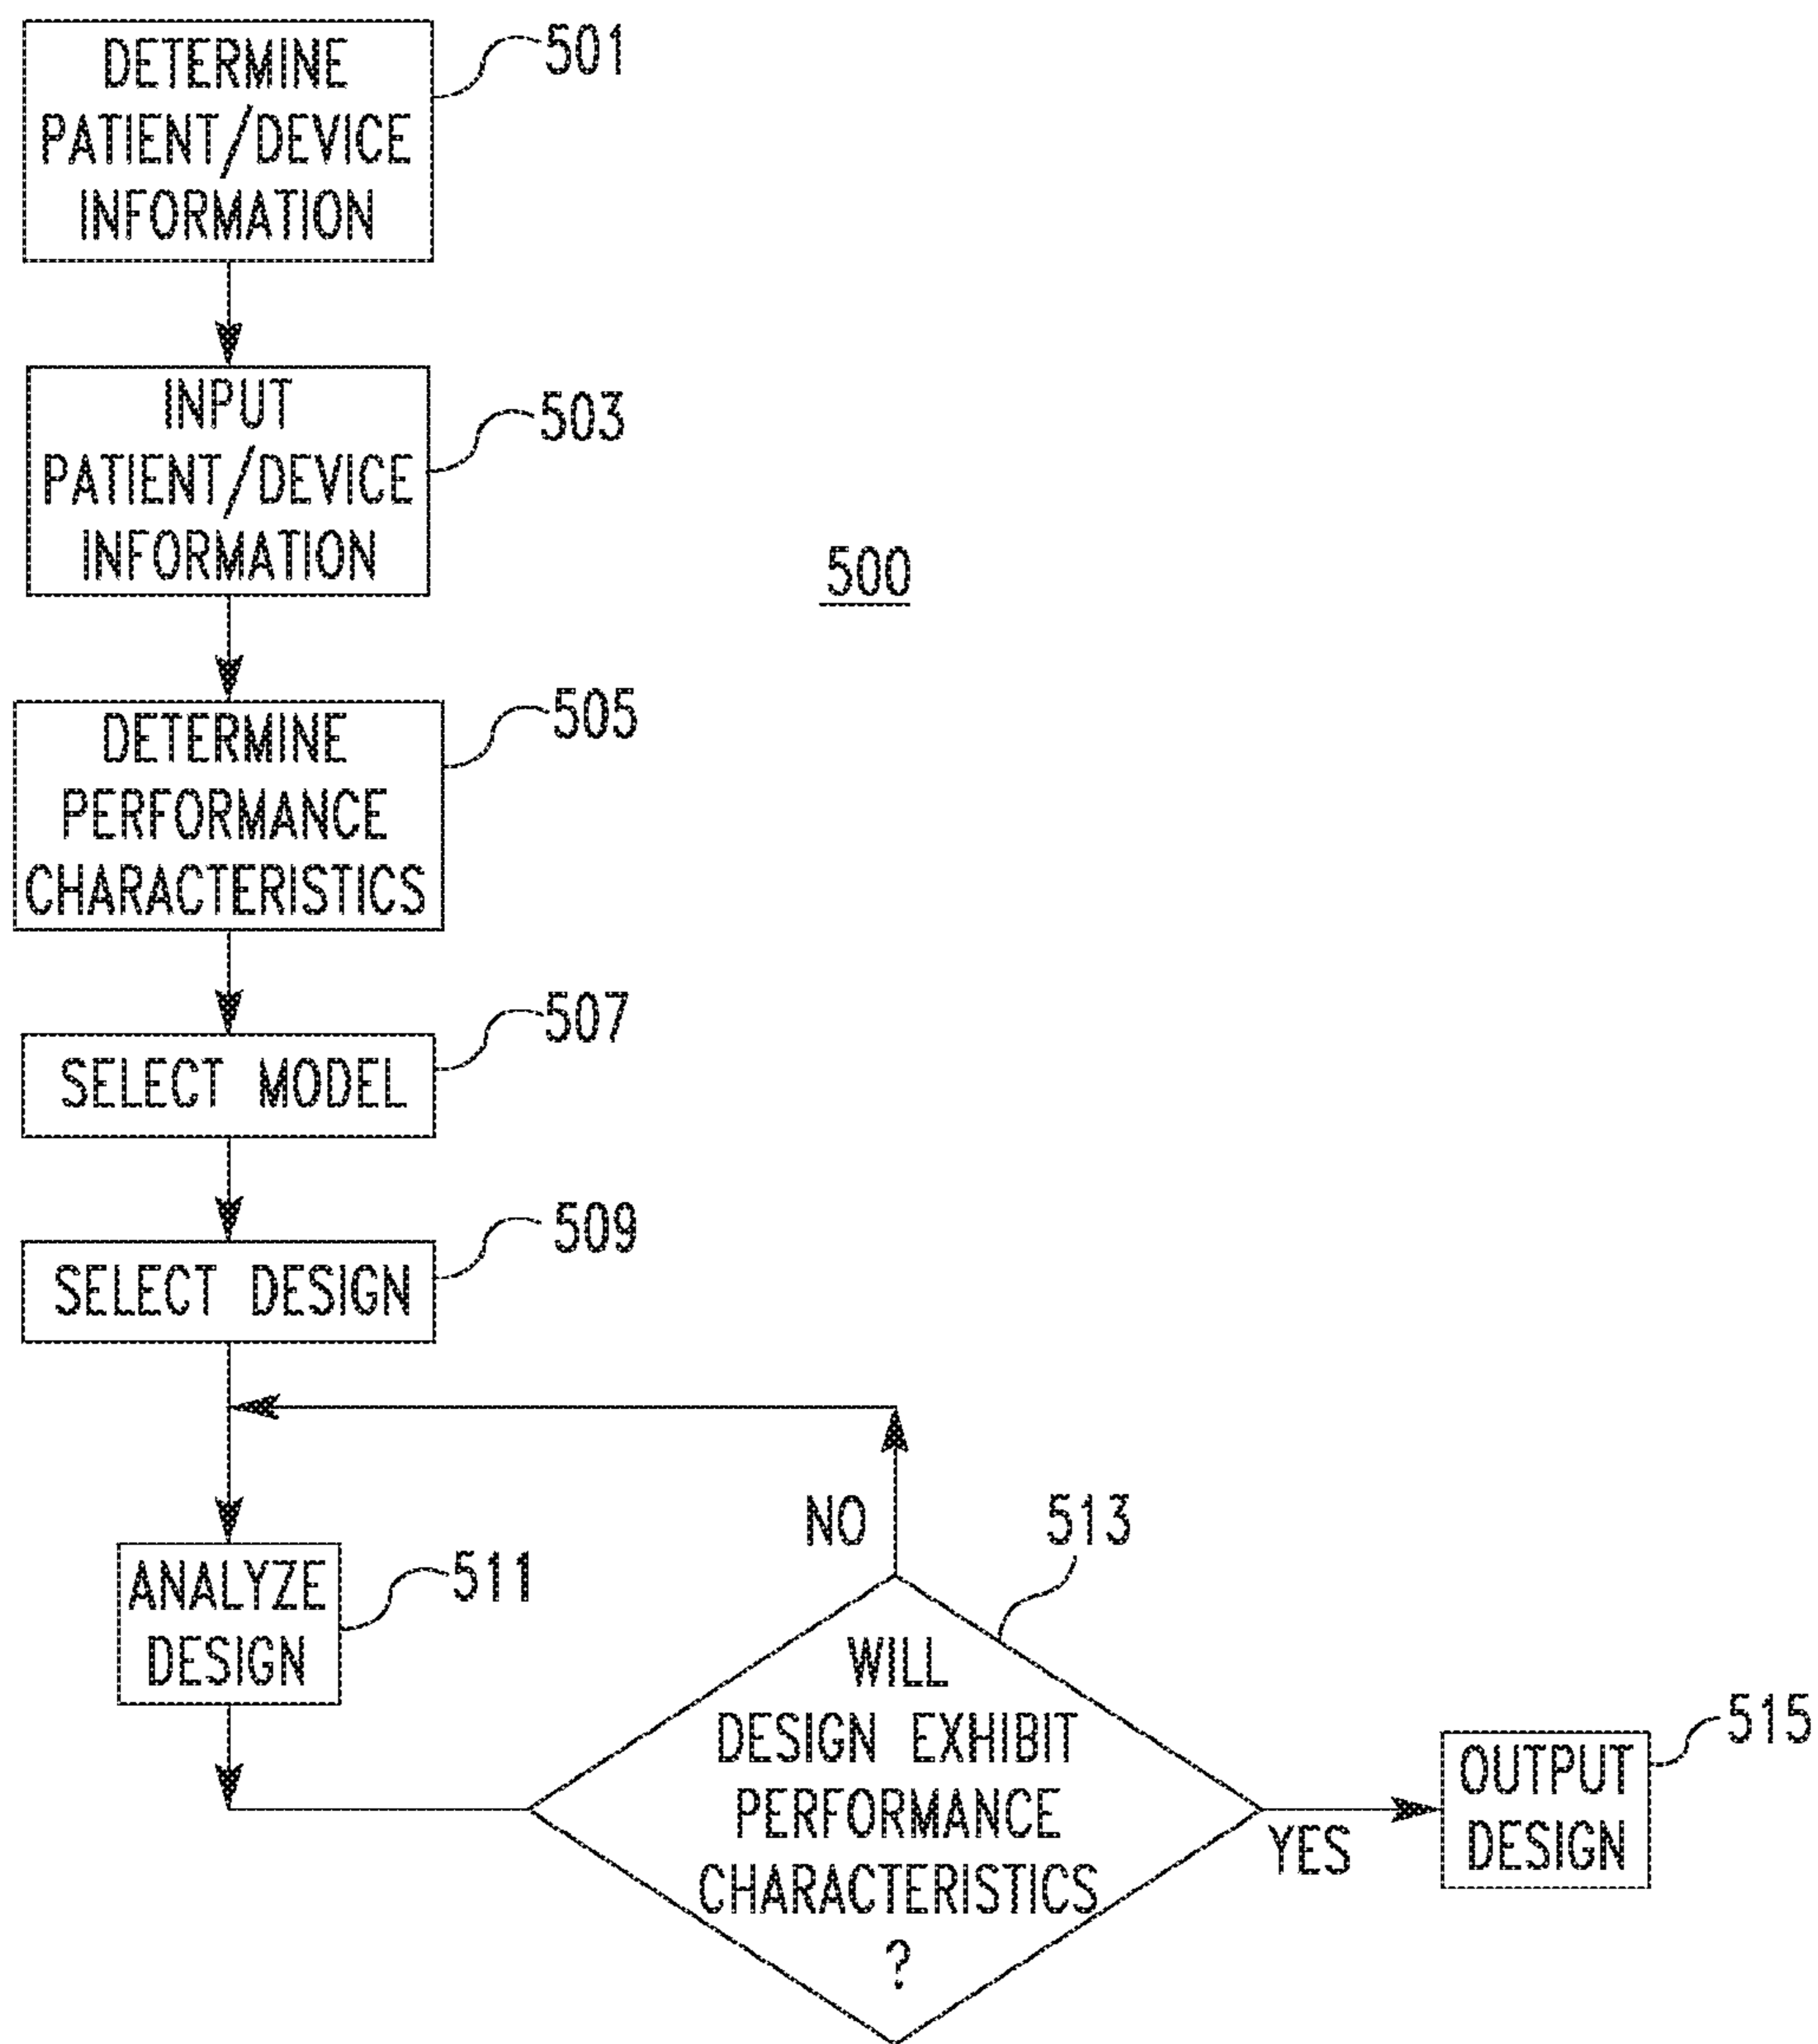 DETERMINE
PATIENT/DEVICE
INFORMATION
501
INPUT
PATIENT/DEVICE
INFORMATION
503
500
DETERMINE
PERFORMANCE
CHARACTERISTICS
505
SELECT MODEL
507
SELECT DESIGN
509
ANALYZE
DESIGN
511
NO
513
WILL
DESIGN EXHIBIT
PERFORMANCE
CHARACTERISTICS
?
YES
OUTPUT
DESIGN
515